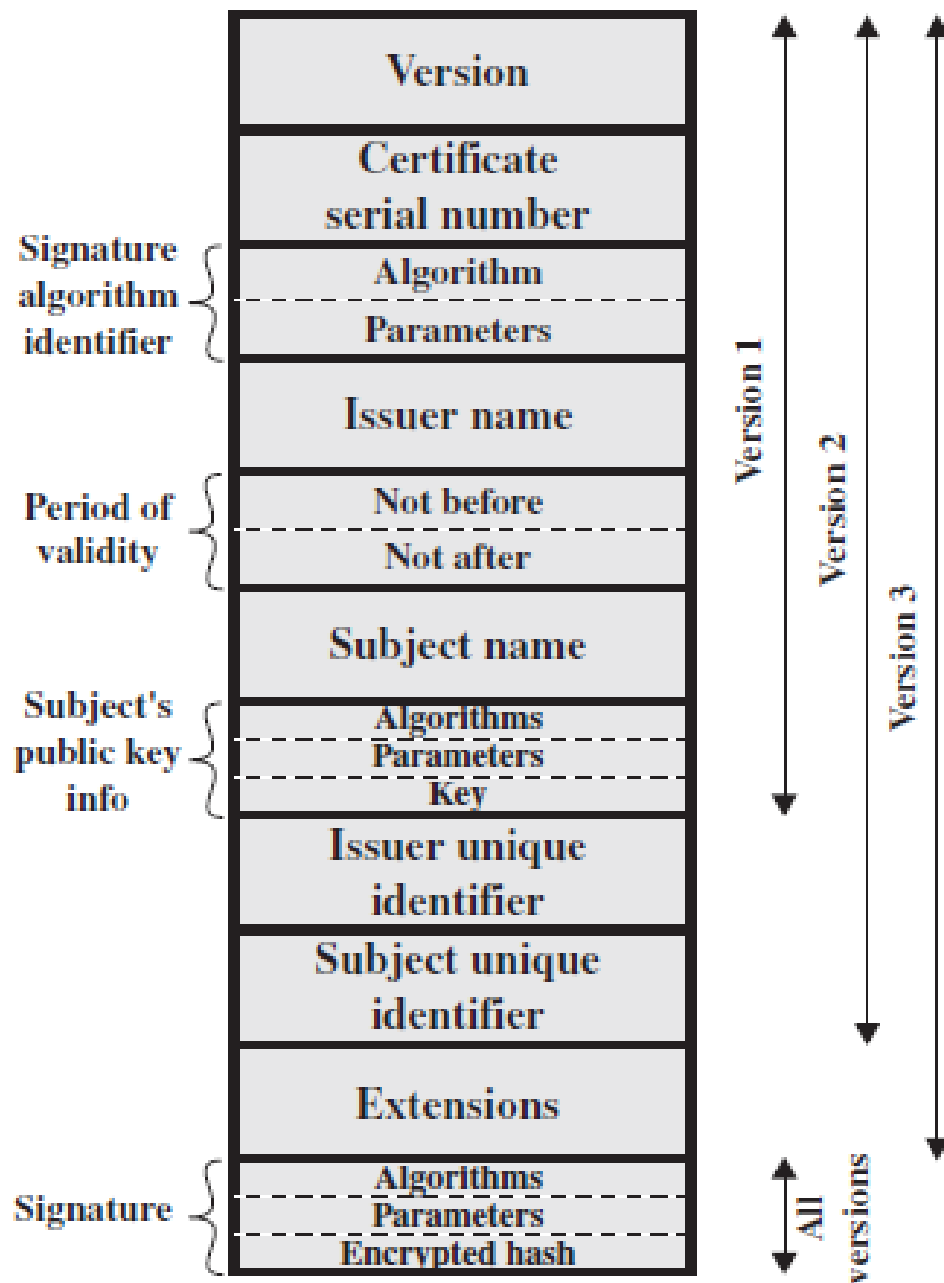 Version
Certificate
serial number
Signature
algorithm
identifier
Algorithm
Parameters
Issuer name
Period of
validity
Not before
Not after
Subject name
Subject's
public key
info
Algorithms
Parameters
Key
Issuer unique
identifier
Subject unique
identifier
Extensions
Signature
Algorithms
Parameters
Encrypted hash
Version 1
Version 2
Version 3
All
versions